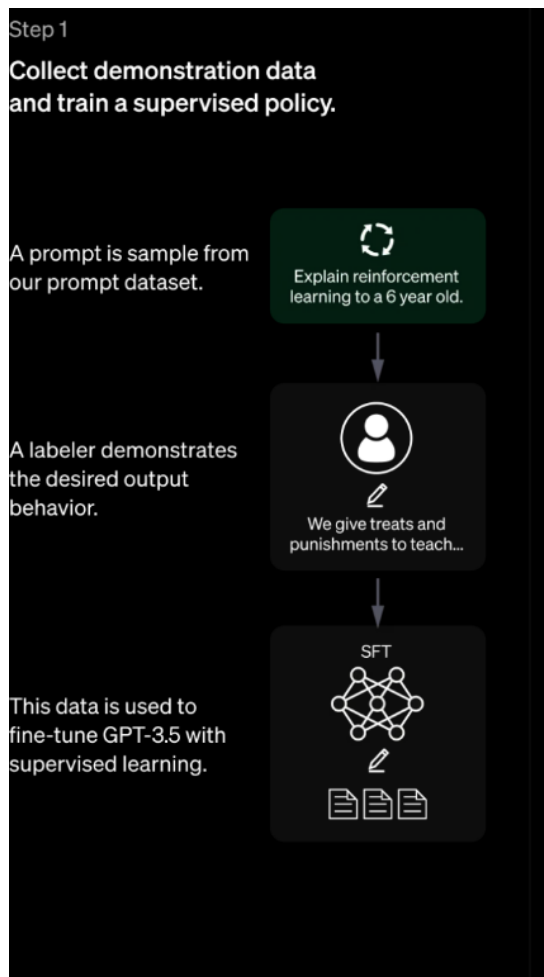 Step 1
Collect demonstration data
and train a supervised policy.
A prompt is sample from
our prompt dataset.
Explain reinforcement
learning to a 6 year old.
A labeler demonstrates
the desired output
behavior.
We give treats and
punishments to teach...
This data is used to
fine-tune GPT-3.5 with
supervised learning.
SFT